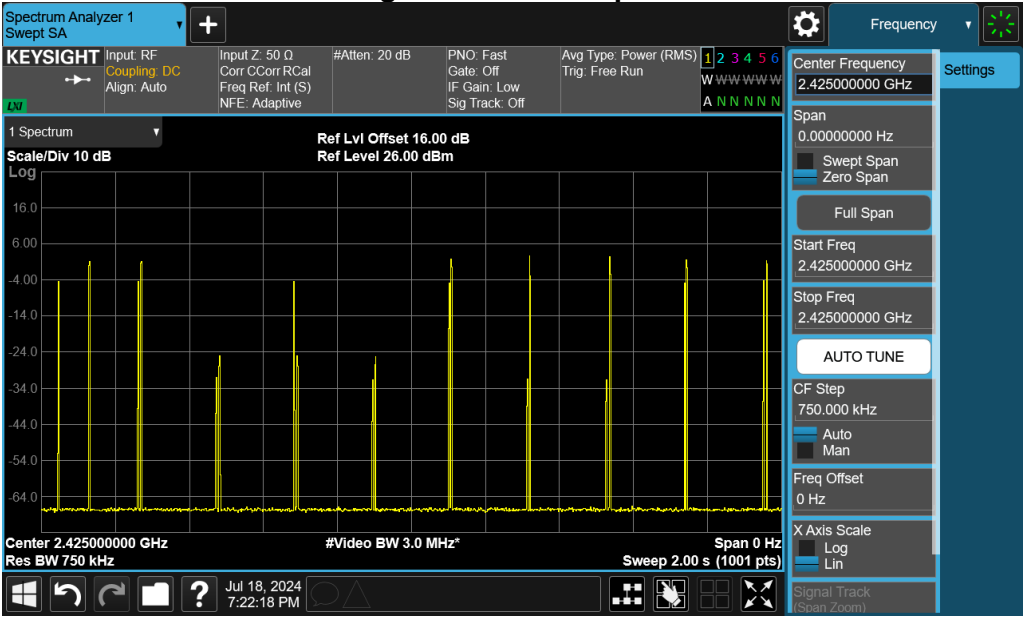 Spectrum Analyzer 1
Swept SA
Frequency
KEYSIGHT
LXI
Input: RF
Coupling: DC
Align: Auto
Input Z: 50 Ω
Corr CCorr RCal
Freq Ref: Int (S)
NFE: Adaptive
#Atten: 20 dB
PNO: Fast
Gate: Off
IF Gain: Low
Sig Track: Off
Avg Type: Power (RMS)
Trig: Free Run
1 2 3 4 5 6
W W W W W W
A N N N N N
1 Spectrum
Scale/Div 10 dB
Log
Ref Lvl Offset 16.00 dB
Ref Level 26.00 dBm
16.0
6.00
-4.00
-14.0
-24.0
-34.0
-44.0
-54.0
-64.0
Center 2.425000000 GHz
#Video BW 3.0 MHz*
Span 0 Hz
Res BW 750 kHz
Sweep 2.00 s (1001 pts)
Center Frequency
2.425000000 GHz
Settings
Span
0.00000000 Hz
Swept Span
Zero Span
Full Span
Start Freq
2.425000000 GHz
Stop Freq
2.425000000 GHz
AUTO TUNE
CF Step
750.000 kHz
Auto
Man
Freq Offset
0 Hz
X Axis Scale
Log
Lin
Signal Track
(Span Zoom)
?
Jul 18, 2024
7:22:18 PM